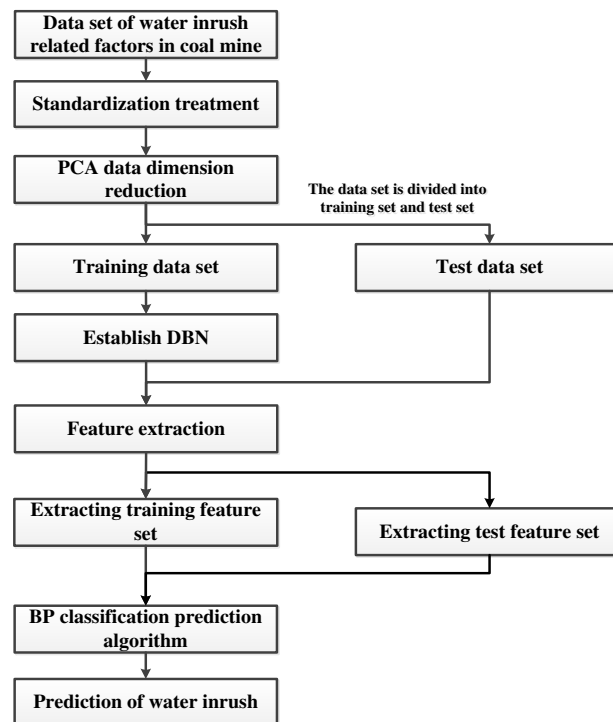 Data set of water inrush
related factors in coal mine
Standardization treatment
PCA data dimension
reduction
The data set is divided into
training set and test set
Training data set
Test data set
Establish DBN
Feature extraction
Extracting training feature
set
Extracting test feature set
BP classification prediction
algorithm
Prediction of water inrush